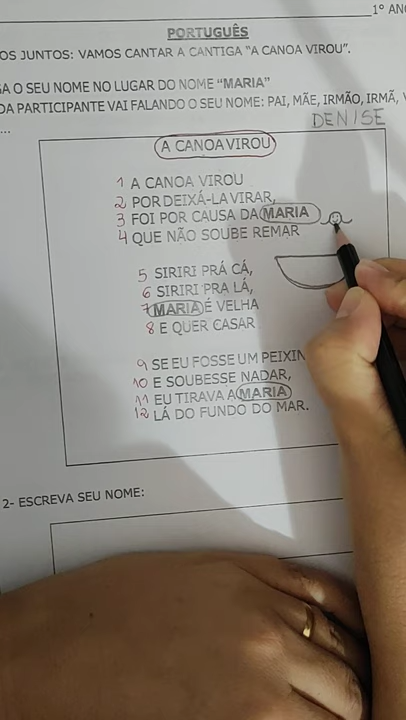 1º AN
PORTUGUÊS
OS JUNTOS: VAMOS CANTAR A CANTIGA "A CANOA VIROU".
GA O SEU NOME NO LUGAR DO NOME "MARIA"
DA PARTICIPANTE VAI FALANDO O SEU NOME: PAI, MÃE, IRMÃO, IRMÃ, V
...
DENISE
A CANOA VIROU
1 A CANOA VIROU
2 POR DEIXÁ-LA VIRAR,
3 FOI POR CAUSA DA MARIA
4 QUE NÃO SOUBE REMAR
5 SIRIRI PRÁ CÁ,
6 SIRIRI PRA LÁ,
7 MARIA É VELHA
8 E QUER CASAR
9 SE EU FOSSE UM PEIXIN
10 E SOUBESSE NADAR,
11 EU TIRAVA A MARIA
12 LÁ DO FUNDO DO MAR.
2- ESCREVA SEU NOME: